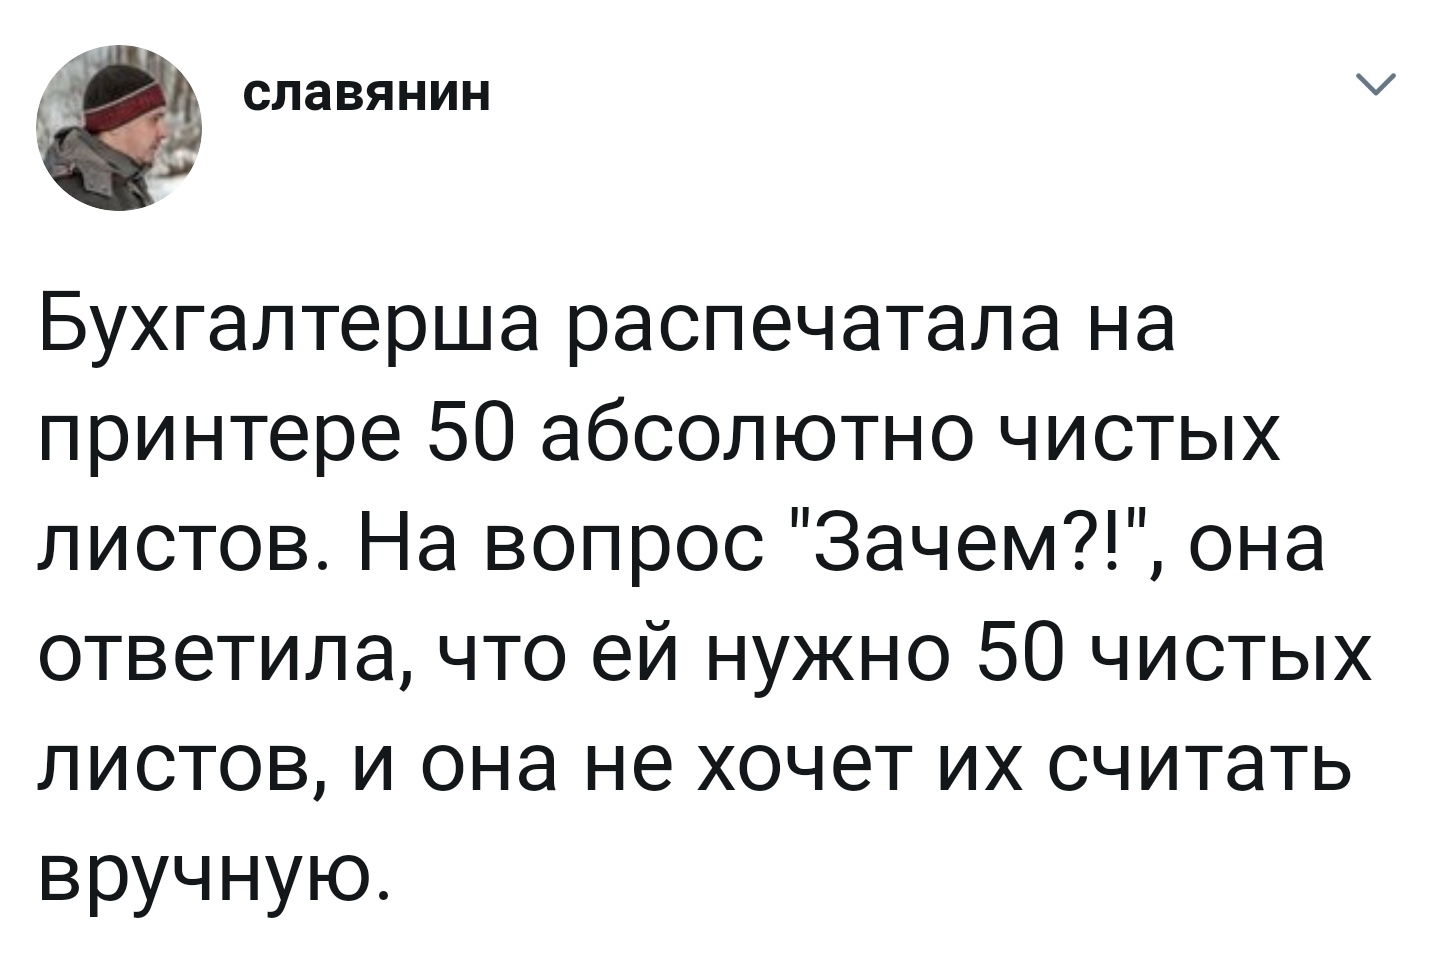 славянин
Бухгалтерша распечатала на
принтере 50 абсолютно чистых
листов. На вопрос "Зачем?!", она
ответила, что ей нужно 50 чистых
листов, и она не хочет их считать
вручную.